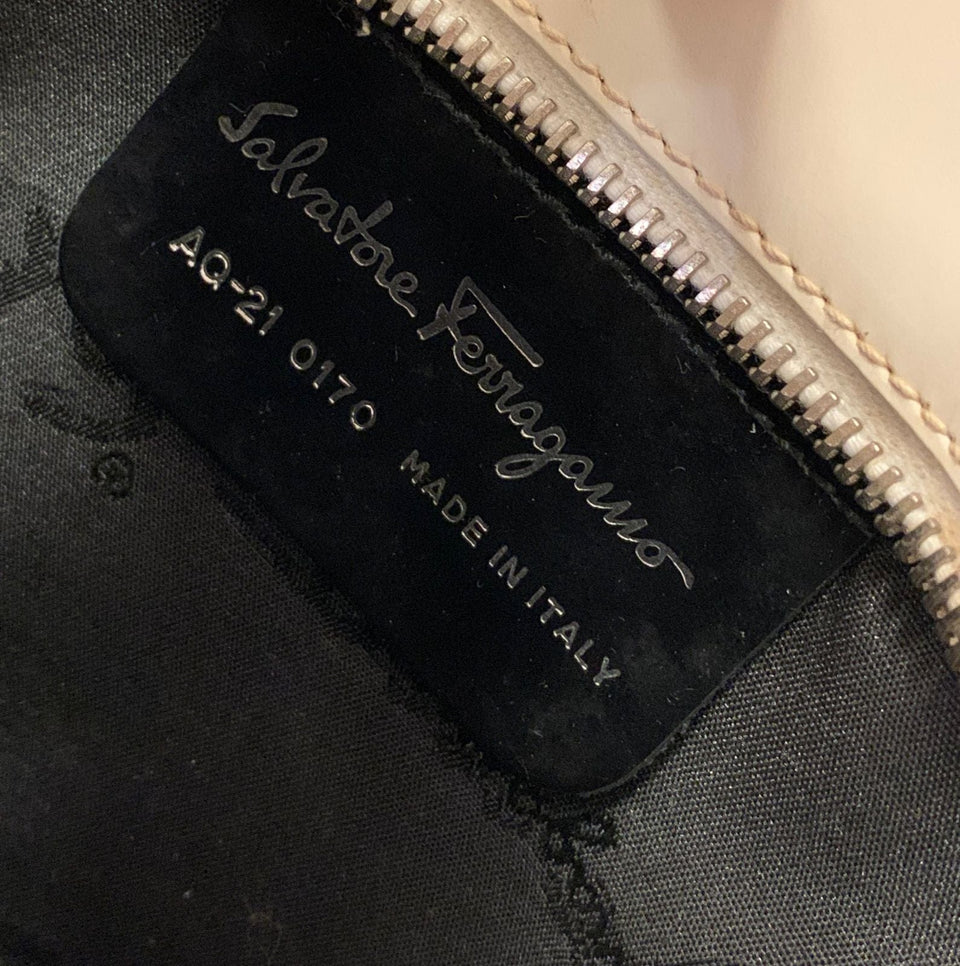 Salvatore Ferragamo
AQ-21 0170 MADE IN ITALY